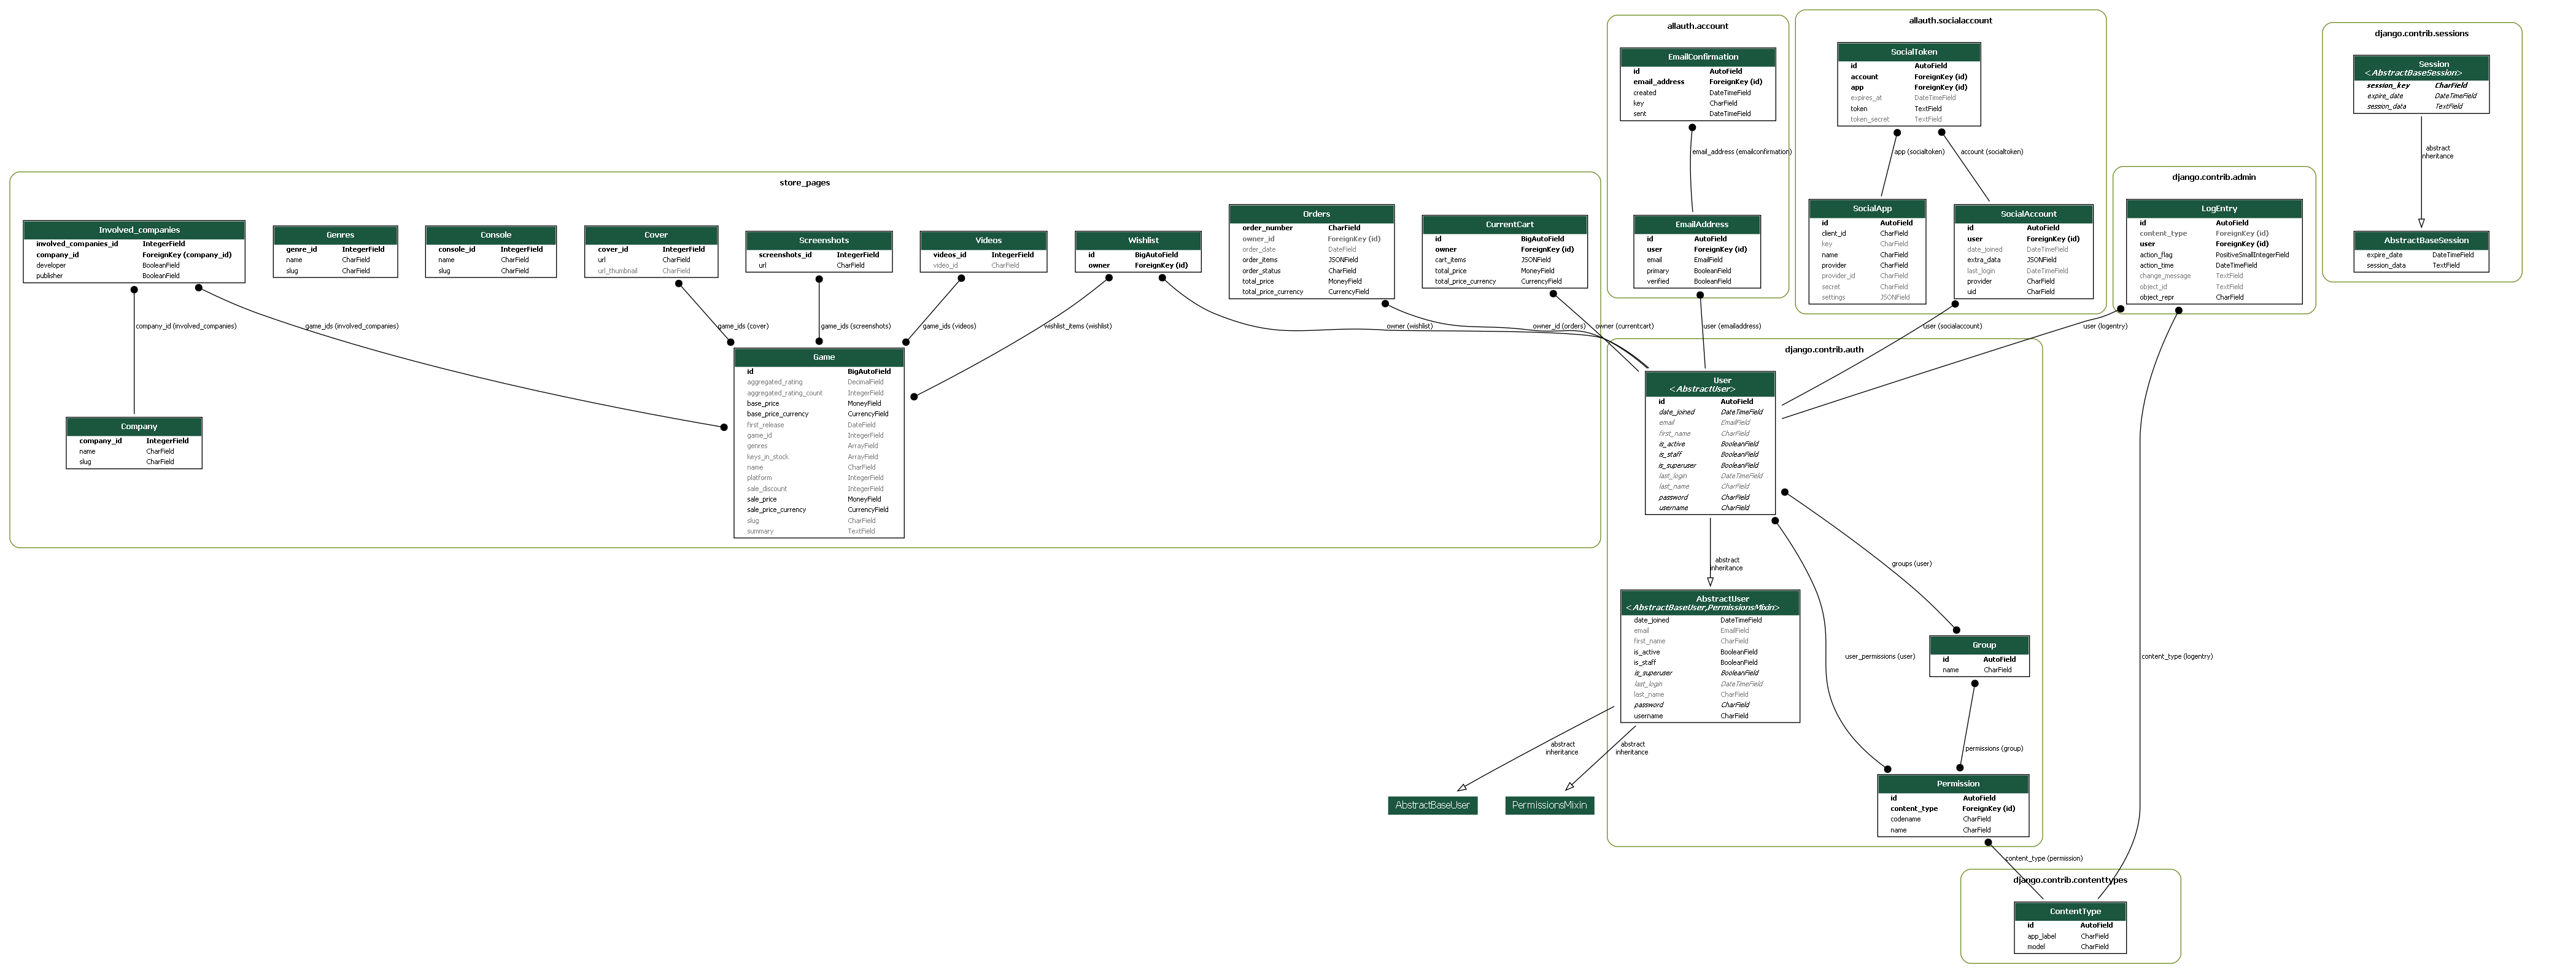 allauth.account
EmailConfirmation
id AutoField
email_address ForeignKey (id)
created DateTimeField
key CharField
sent DateTimeField
email_address (emailconfirmation)
EmailAddress
id AutoField
user ForeignKey (id)
email EmailField
primary BooleanField
verified BooleanField
user (emailaddress)
allauth.socialaccount
SocialToken
id AutoField
account ForeignKey (id)
app ForeignKey (id)
expires_at DateTimeField
token TextField
token_secret TextField
app (socialtoken)
account (socialtoken)
SocialApp
id AutoField
client_id CharField
key CharField
name CharField
provider CharField
provider_id CharField
secret CharField
settings JSONField
SocialAccount
id AutoField
user ForeignKey (id)
date_joined DateTimeField
extra_data JSONField
last_login DateTimeField
provider CharField
uid CharField
user (socialaccount)
django.contrib.sessions
Session
<AbstractBaseSession>
session_key CharField
expire_date DateTimeField
session_data TextField
abstract
inheritance
AbstractBaseSession
expire_date DateTimeField
session_data TextField
django.contrib.admin
LogEntry
id AutoField
content_type ForeignKey (id)
user ForeignKey (id)
action_flag PositiveSmallIntegerField
action_time DateTimeField
change_message TextField
object_id TextField
object_repr CharField
user (logentry)
content_type (logentry)
store_pages
Involved_companies
involved_companies_id IntegerField
company_id ForeignKey (company_id)
developer BooleanField
publisher BooleanField
Genres
genre_id IntegerField
name CharField
slug CharField
Console
console_id IntegerField
name CharField
slug CharField
Cover
cover_id IntegerField
url CharField
url_thumbnail CharField
Screenshots
screenshots_id IntegerField
url CharField
Videos
videos_id IntegerField
video_id CharField
Wishlist
id BigAutoField
owner ForeignKey (id)
Orders
order_number CharField
owner_id ForeignKey (id)
order_date DateField
order_items JSONField
order_status CharField
total_price MoneyField
total_price_currency CurrencyField
CurrentCart
id BigAutoField
owner ForeignKey (id)
cart_items JSONField
total_price MoneyField
total_price_currency CurrencyField
company_id (involved_companies)
game_ids (involved_companies)
game_ids (cover)
game_ids (screenshots)
game_ids (videos)
wishlist_items (wishlist)
owner (wishlist)
owner_id (orders)
owner (currentcart)
Game
id BigAutoField
aggregated_rating DecimalField
aggregated_rating_count IntegerField
base_price MoneyField
base_price_currency CurrencyField
first_release DateField
game_id IntegerField
genres ArrayField
keys_in_stock ArrayField
name CharField
platform IntegerField
sale_discount IntegerField
sale_price MoneyField
sale_price_currency CurrencyField
slug CharField
summary TextField
Company
company_id IntegerField
name CharField
slug CharField
django.contrib.auth
User
<AbstractUser>
id AutoField
date_joined DateTimeField
email EmailField
first_name CharField
is_active BooleanField
is_staff BooleanField
is_superuser BooleanField
last_login DateTimeField
last_name CharField
password CharField
username CharField
abstract
inheritance
groups (user)
user_permissions (user)
AbstractUser
<AbstractBaseUser,PermissionsMixin>
date_joined DateTimeField
email EmailField
first_name CharField
is_active BooleanField
is_staff BooleanField
is_superuser BooleanField
last_login DateTimeField
last_name CharField
password CharField
username CharField
abstract
inheritance
abstract
inheritance
AbstractBaseUser
PermissionsMixin
Group
id AutoField
name CharField
permissions (group)
Permission
id AutoField
content_type ForeignKey (id)
codename CharField
name CharField
content_type (permission)
django.contrib.contenttypes
ContentType
id AutoField
app_label CharField
model CharField